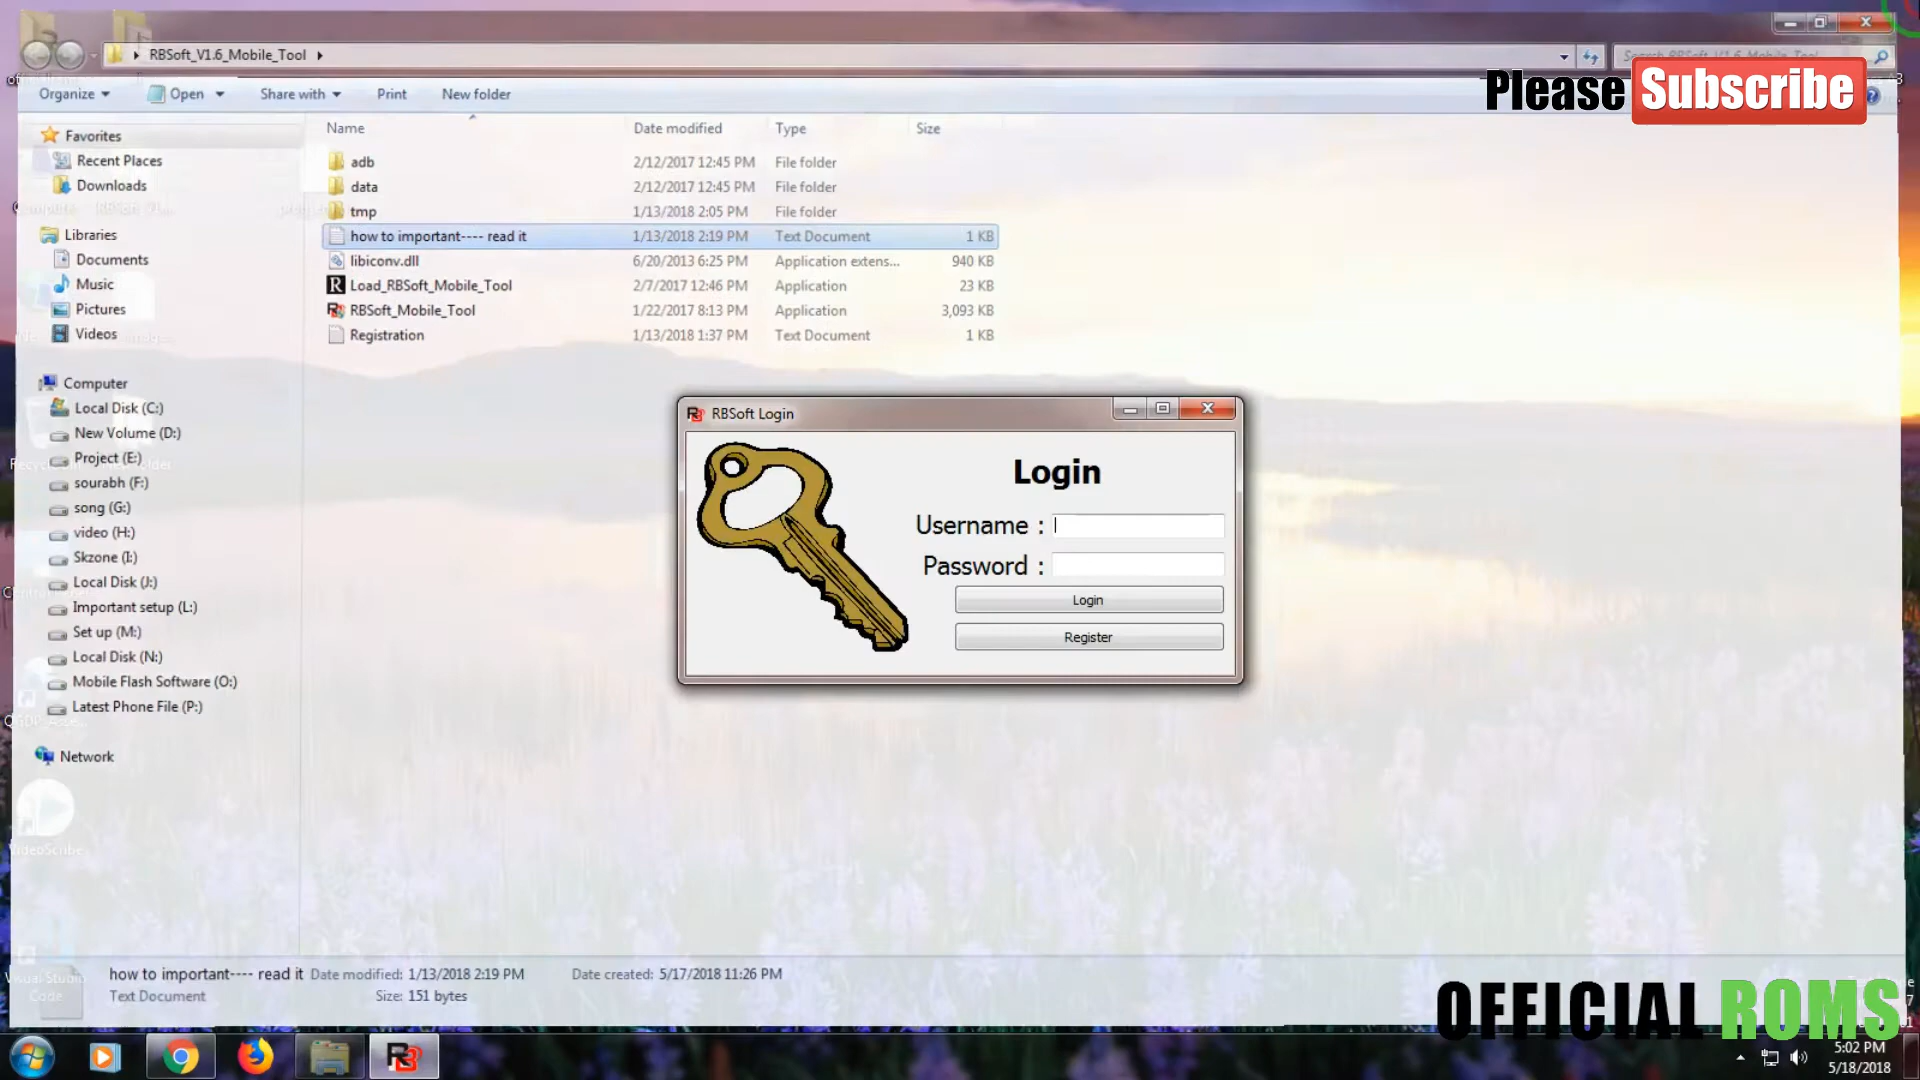 RBSoft_V1.6_Mobile_Tool
Search RBSoft_V1.6_Mobile_Tool
Please Subscribe
Organize
Open
Share with
Print
New folder
Name
Date modified
Type
Size
Favorites
Recent Places
Downloads
Libraries
Documents
Music
Pictures
Videos
Computer
Local Disk (C:)
New Volume (D:)
Project (E:)
sourabh (F:)
song (G:)
video (H:)
Skzone (I:)
Local Disk (J:)
Important setup (L:)
Set up (M:)
Local Disk (N:)
Mobile Flash Software (O:)
Latest Phone File (P:)
Network
adb 2/12/2017 12:45 PM File folder
data 2/12/2017 12:45 PM File folder
tmp 1/13/2018 2:05 PM File folder
how to important---- read it 1/13/2018 2:19 PM Text Document 1 KB
libiconv.dll 6/20/2013 6:25 PM Application extens... 940 KB
Load_RBSoft_Mobile_Tool 2/7/2017 12:46 PM Application 23 KB
RBSoft_Mobile_Tool 1/22/2017 8:13 PM Application 3,093 KB
Registration 1/13/2018 1:37 PM Text Document 1 KB
RBSoft Login
Login
Username :
Password :
Login
Register
VideoScribe
Visual Studio
Code
how to important---- read it Date modified: 1/13/2018 2:19 PM Date created: 5/17/2018 11:26 PM
Text Document Size: 151 bytes
OFFICIAL ROMS
5:02 PM
5/18/2018